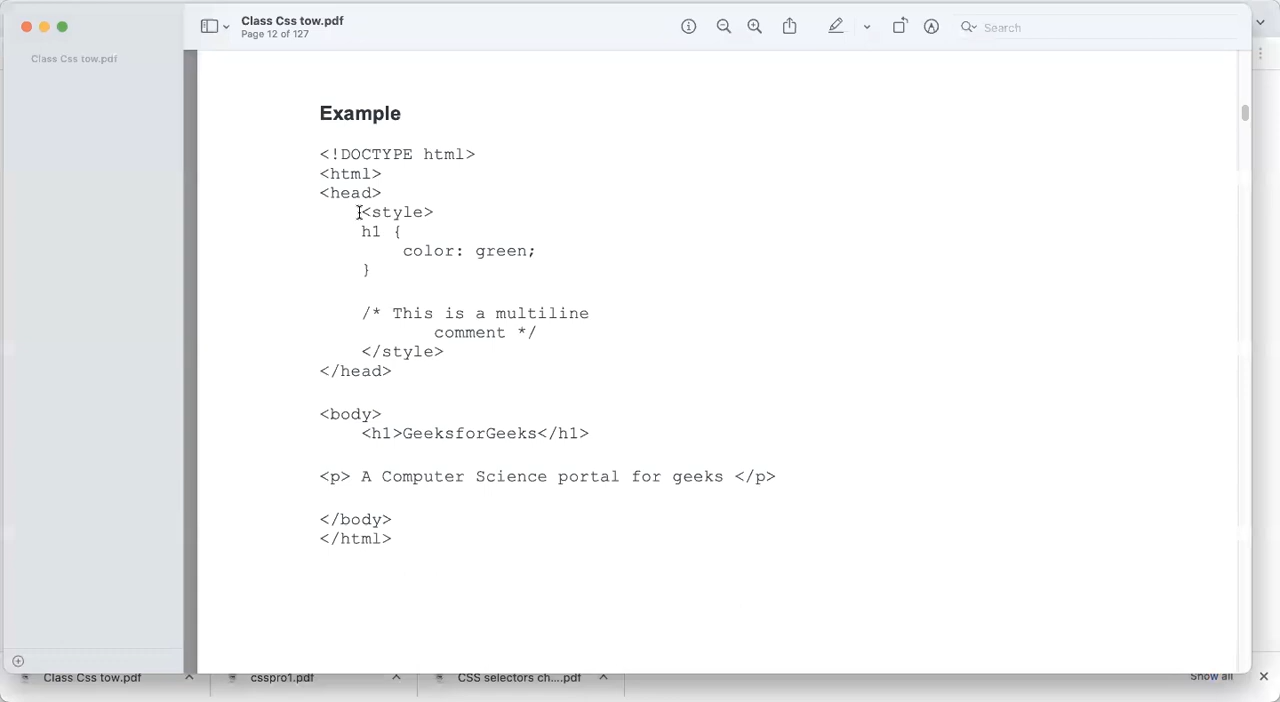 Class Css tow.pdf
Page 12 of 127
Search
Class Css tow.pdf
Example
<!DOCTYPE html>
<html>
<head>
<style>
h1 {
color: green;
}
/* This is a multiline
comment */
</style>
</head>
<body>
<h1>GeeksforGeeks</h1>
<p> A Computer Science portal for geeks </p>
</body>
</html>
Class Css tow.pdf
csspro1.pdf
CSS selectors ch....pdf
Show all